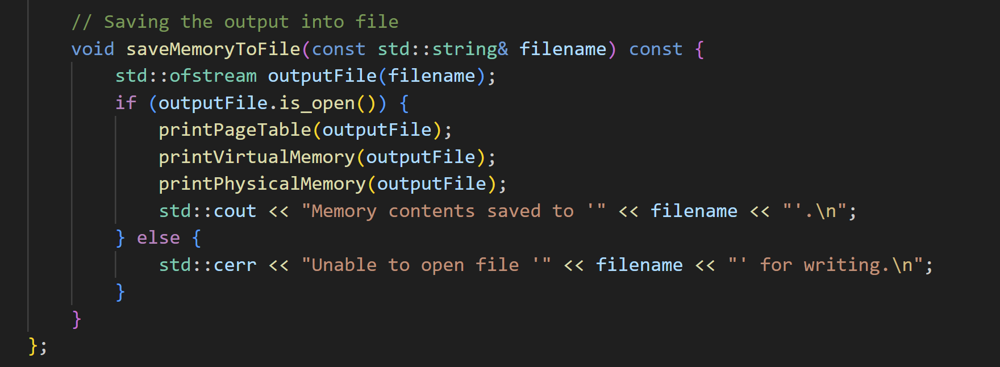 // Saving the output into file
void saveMemoryToFile(const std::string& filename) const {
std::ofstream outputFile(filename);
if (outputFile.is_open()) {
printPageTable(outputFile);
printVirtualMemory(outputFile);
printPhysicalMemory(outputFile);
std::cout << "Memory contents saved to '" << filename << "'.\n";
} else {
std::cerr << "Unable to open file '" << filename << "' for writing.\n";
}
}
};